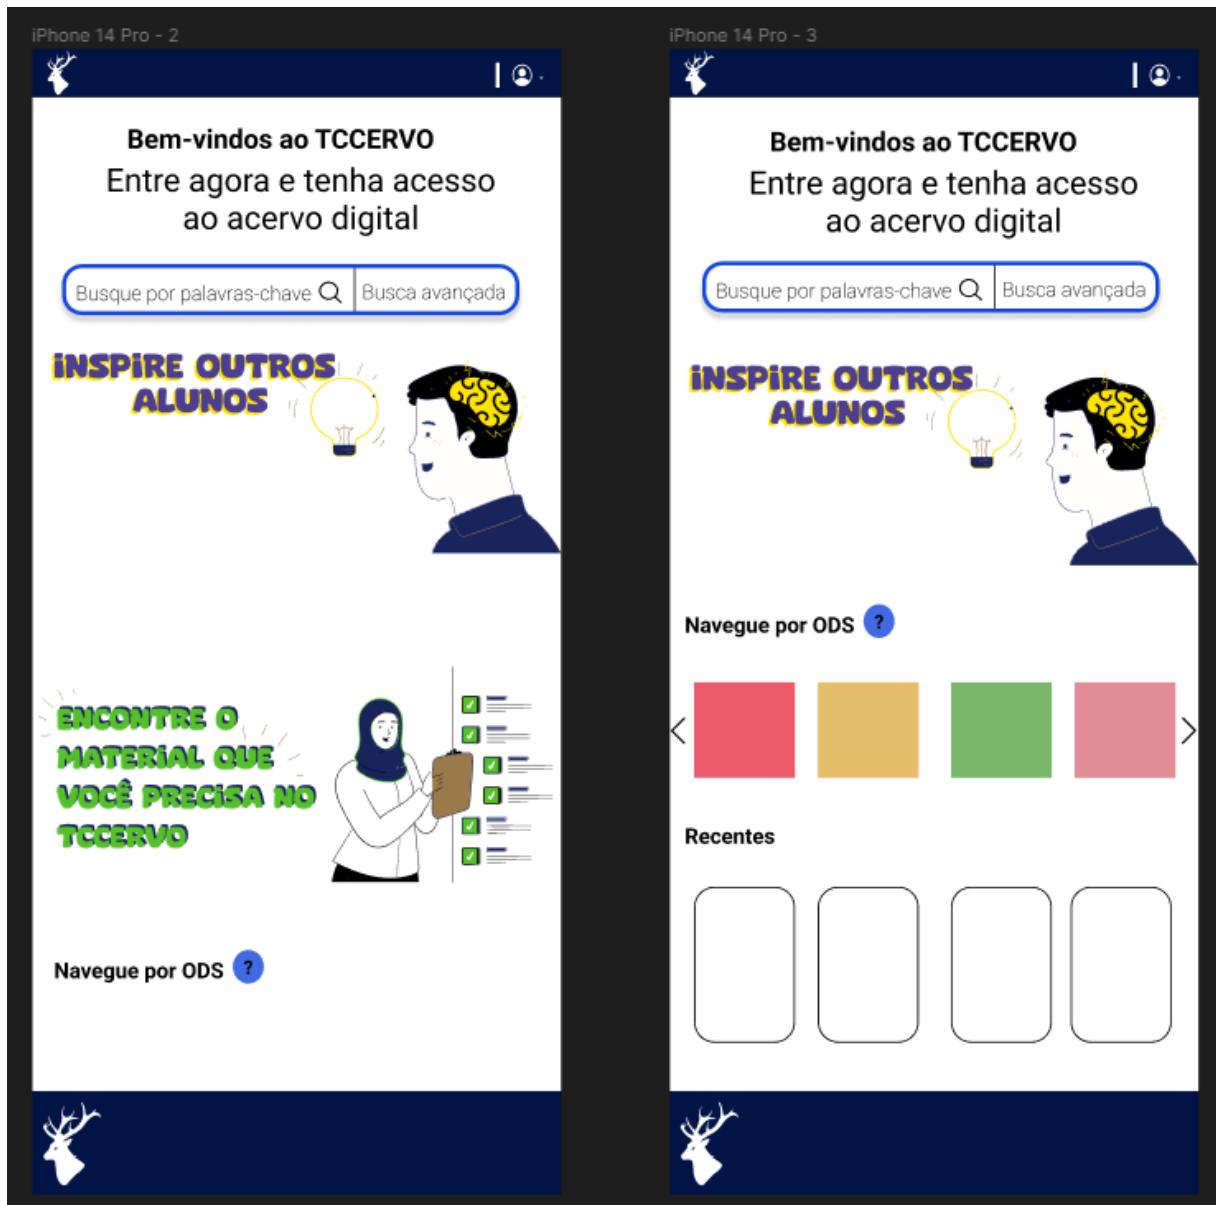 iPhone 14 Pro - 2
Bem-vindos ao TCCERVO
Entre agora e tenha acesso
ao acervo digital
Busque por palavras-chave
Busca avançada
INSPIRE OUTROS
ALUNOS
ENCONTRE O
MATERIAL QUE
VOCÊ PRECISA NO
TCCERVO
Navegue por ODS ?
iPhone 14 Pro - 3
Bem-vindos ao TCCERVO
Entre agora e tenha acesso
ao acervo digital
Busque por palavras-chave
Busca avançada
INSPIRE OUTROS
ALUNOS
Navegue por ODS ?
Recentes